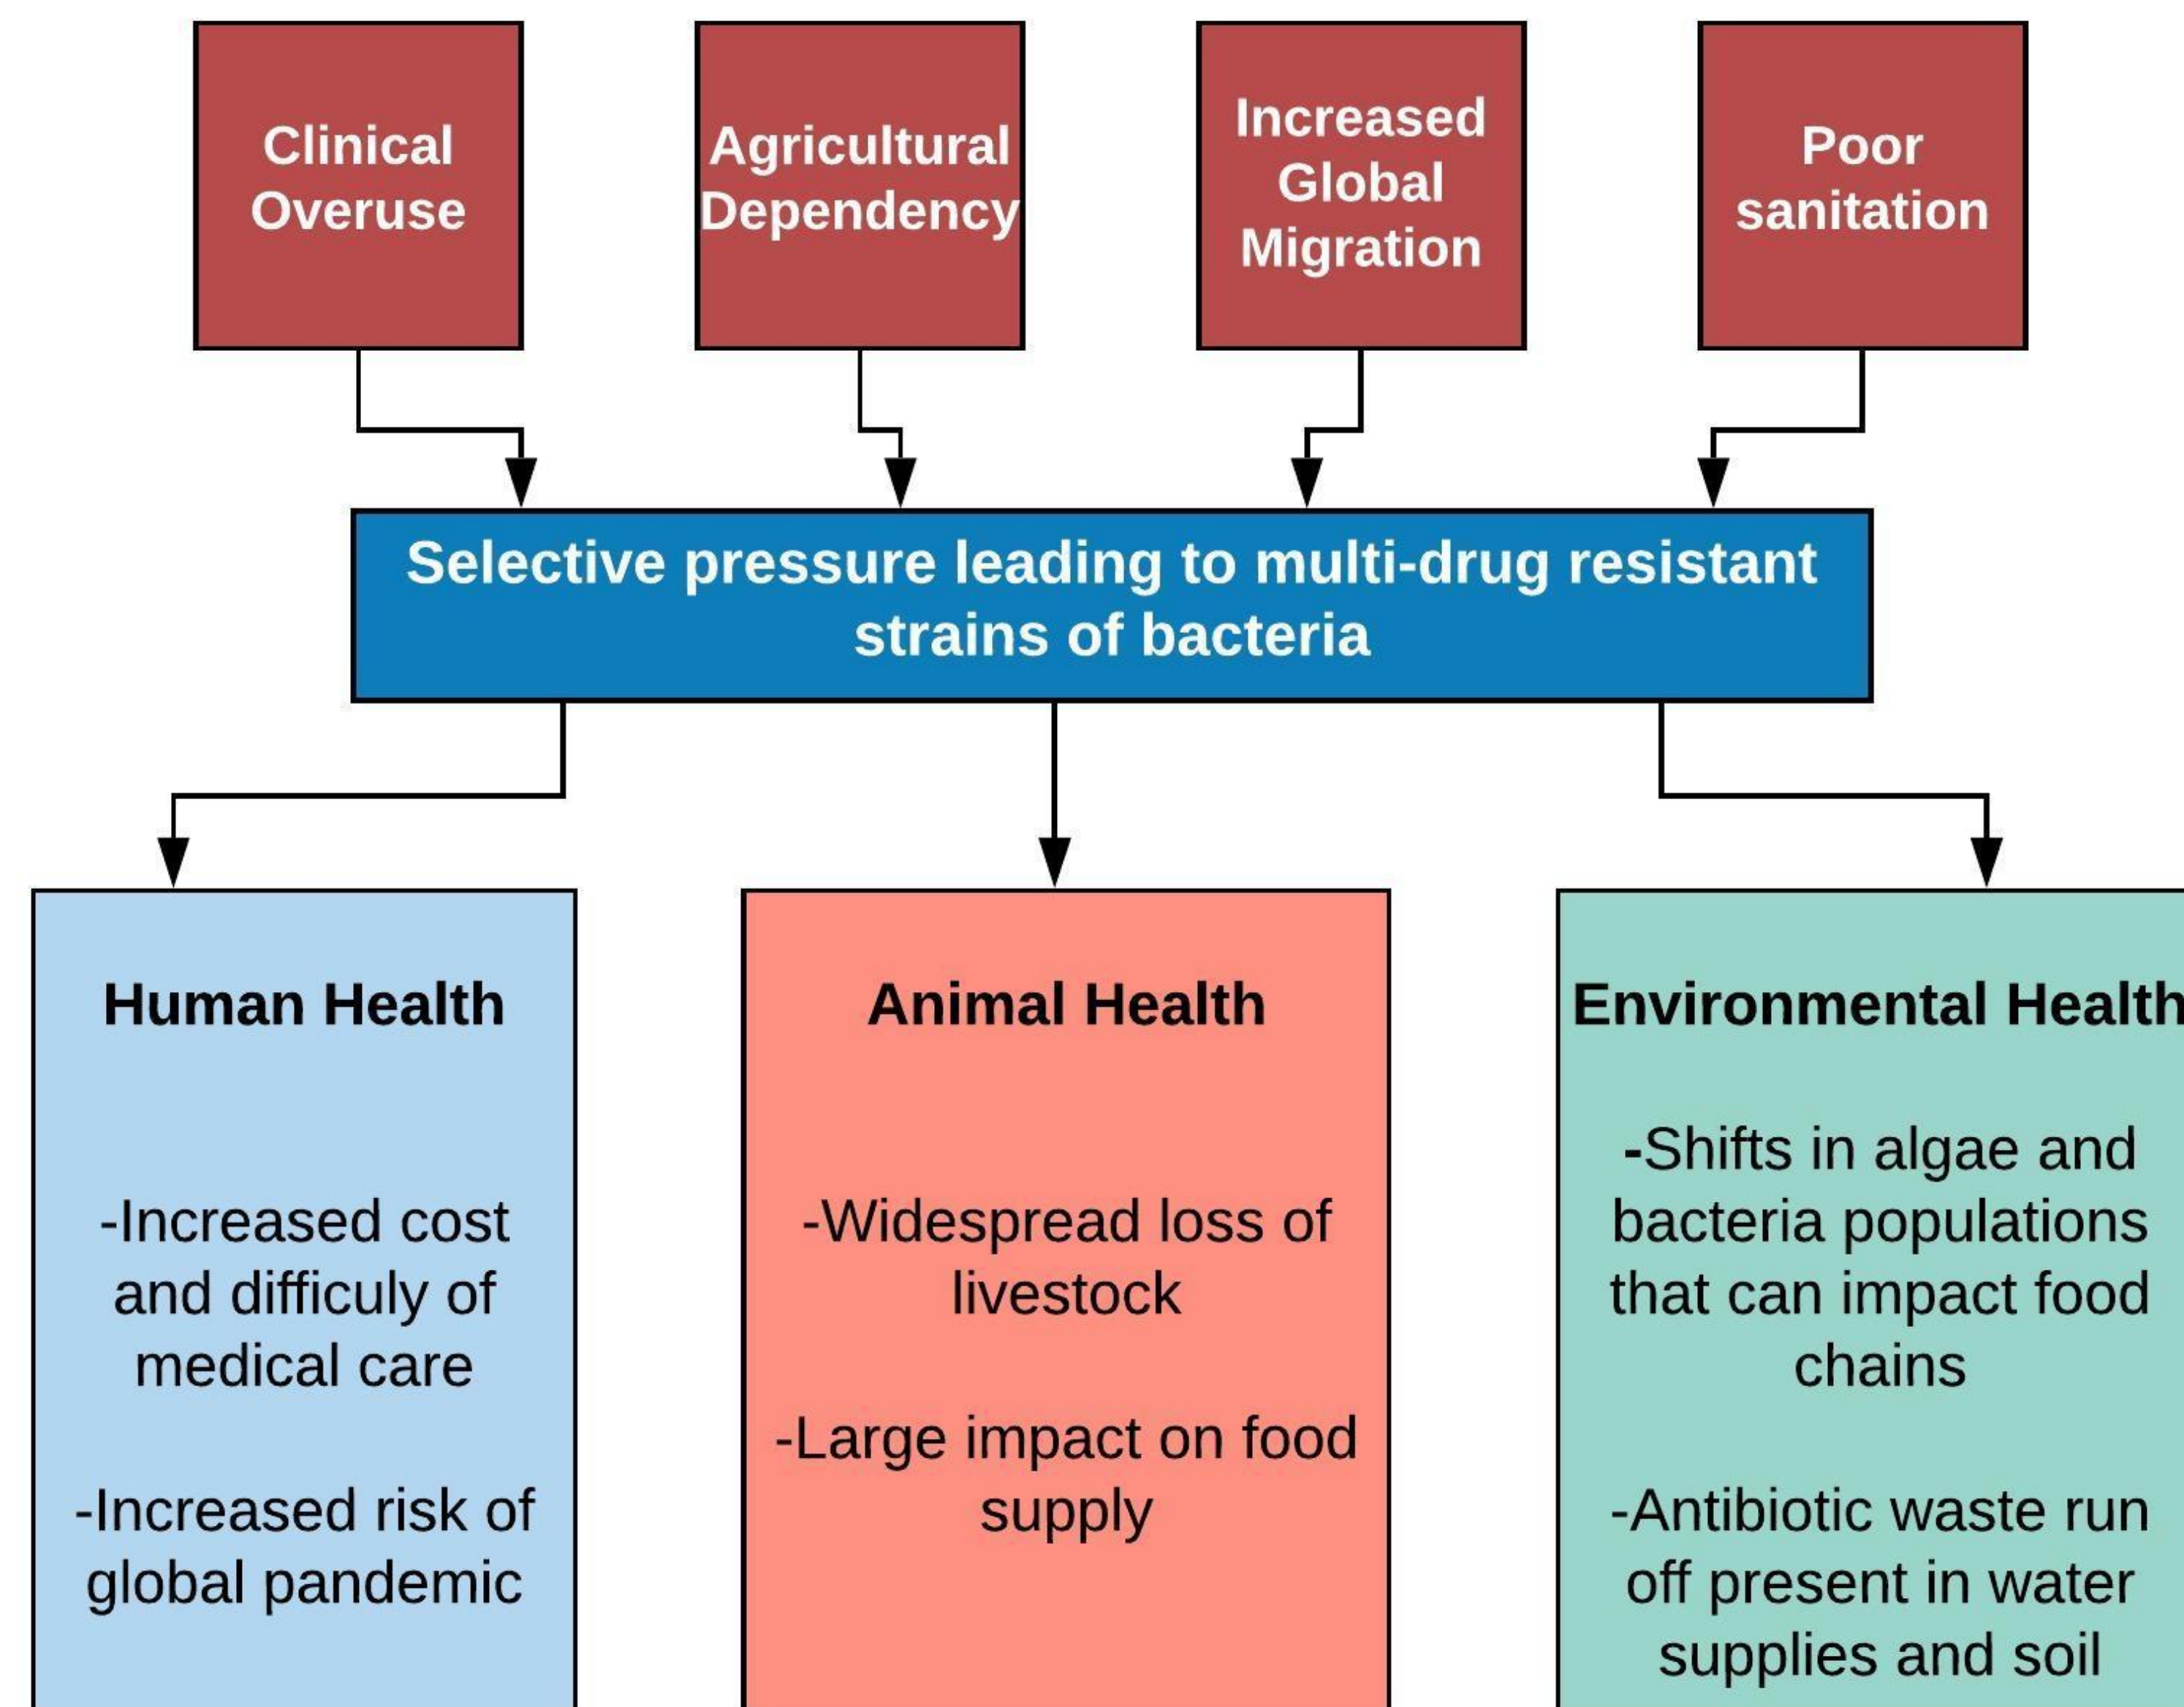 Clinical
Overuse
Agricultural
Dependency
Increased
Global
Migration
Poor
sanitation
Selective pressure leading to multi-drug resistant
strains of bacteria
Human Health
-Increased cost
and difficuly of
medical care
-Increased risk of
global pandemic
Animal Health
-Widespread loss of
livestock
-Large impact on food
supply
Environmental Health
-Shifts in algae and
bacteria populations
that can impact food
chains
-Antibiotic waste run
off present in water
supplies and soil